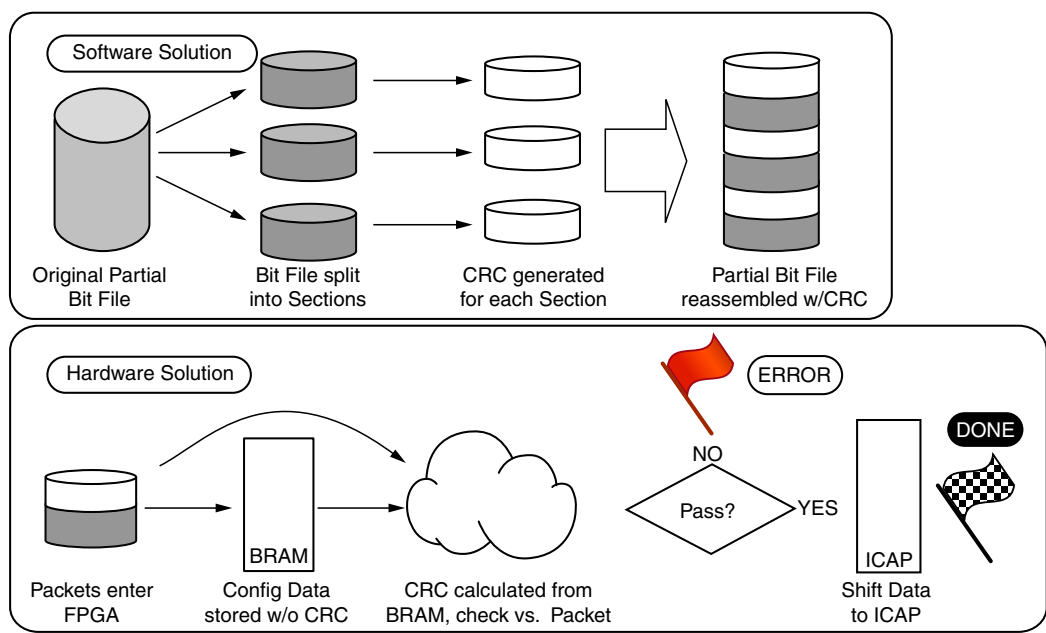 Software Solution
Original Partial
Bit File
Bit File split
into Sections
CRC generated
for each Section
Partial Bit File
reassembled w/CRC
Hardware Solution
ERROR
DONE
NO
Pass?
YES
BRAM
ICAP
Packets enter
FPGA
Config Data
stored w/o CRC
CRC calculated from
BRAM, check vs. Packet
Shift Data
to ICAP